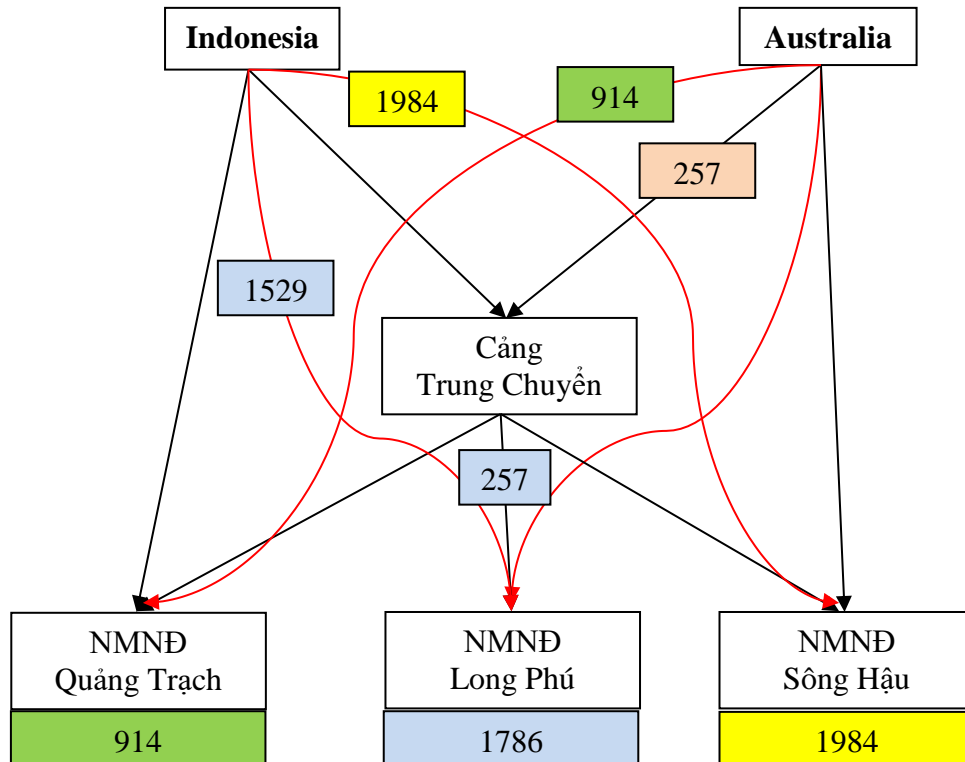 Indonesia
Australia
1984
914
257
1529
Cảng
Trung Chuyển
257
NMNĐ
Quảng Trạch
NMNĐ
Long Phú
NMNĐ
Sông Hậu
914
1786
1984